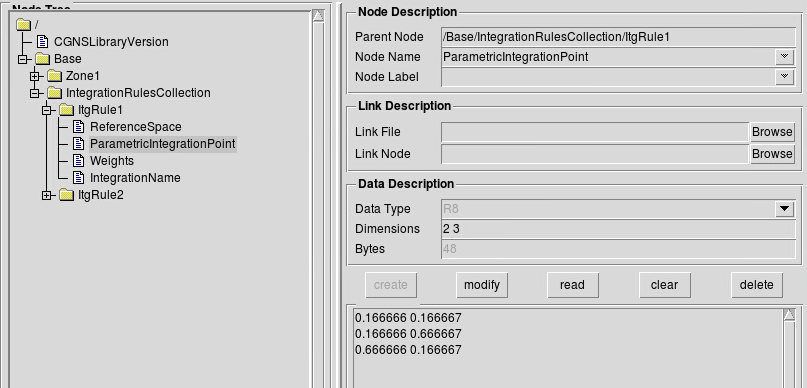 Node Tree
/
CGNSLibraryVersion
Base
Zone1
IntegrationRulesCollection
ItgRule1
ReferenceSpace
ParametricIntegrationPoint
Weights
IntegrationName
ItgRule2
Node Description
Parent Node /Base/IntegrationRulesCollection/ItgRule1
Node Name ParametricIntegrationPoint
Node Label
Link Description
Link File Browse
Link Node Browse
Data Description
Data Type R8
Dimensions 2 3
Bytes 48
create modify read clear delete
0.166666 0.166667
0.166666 0.666667
0.666666 0.166667